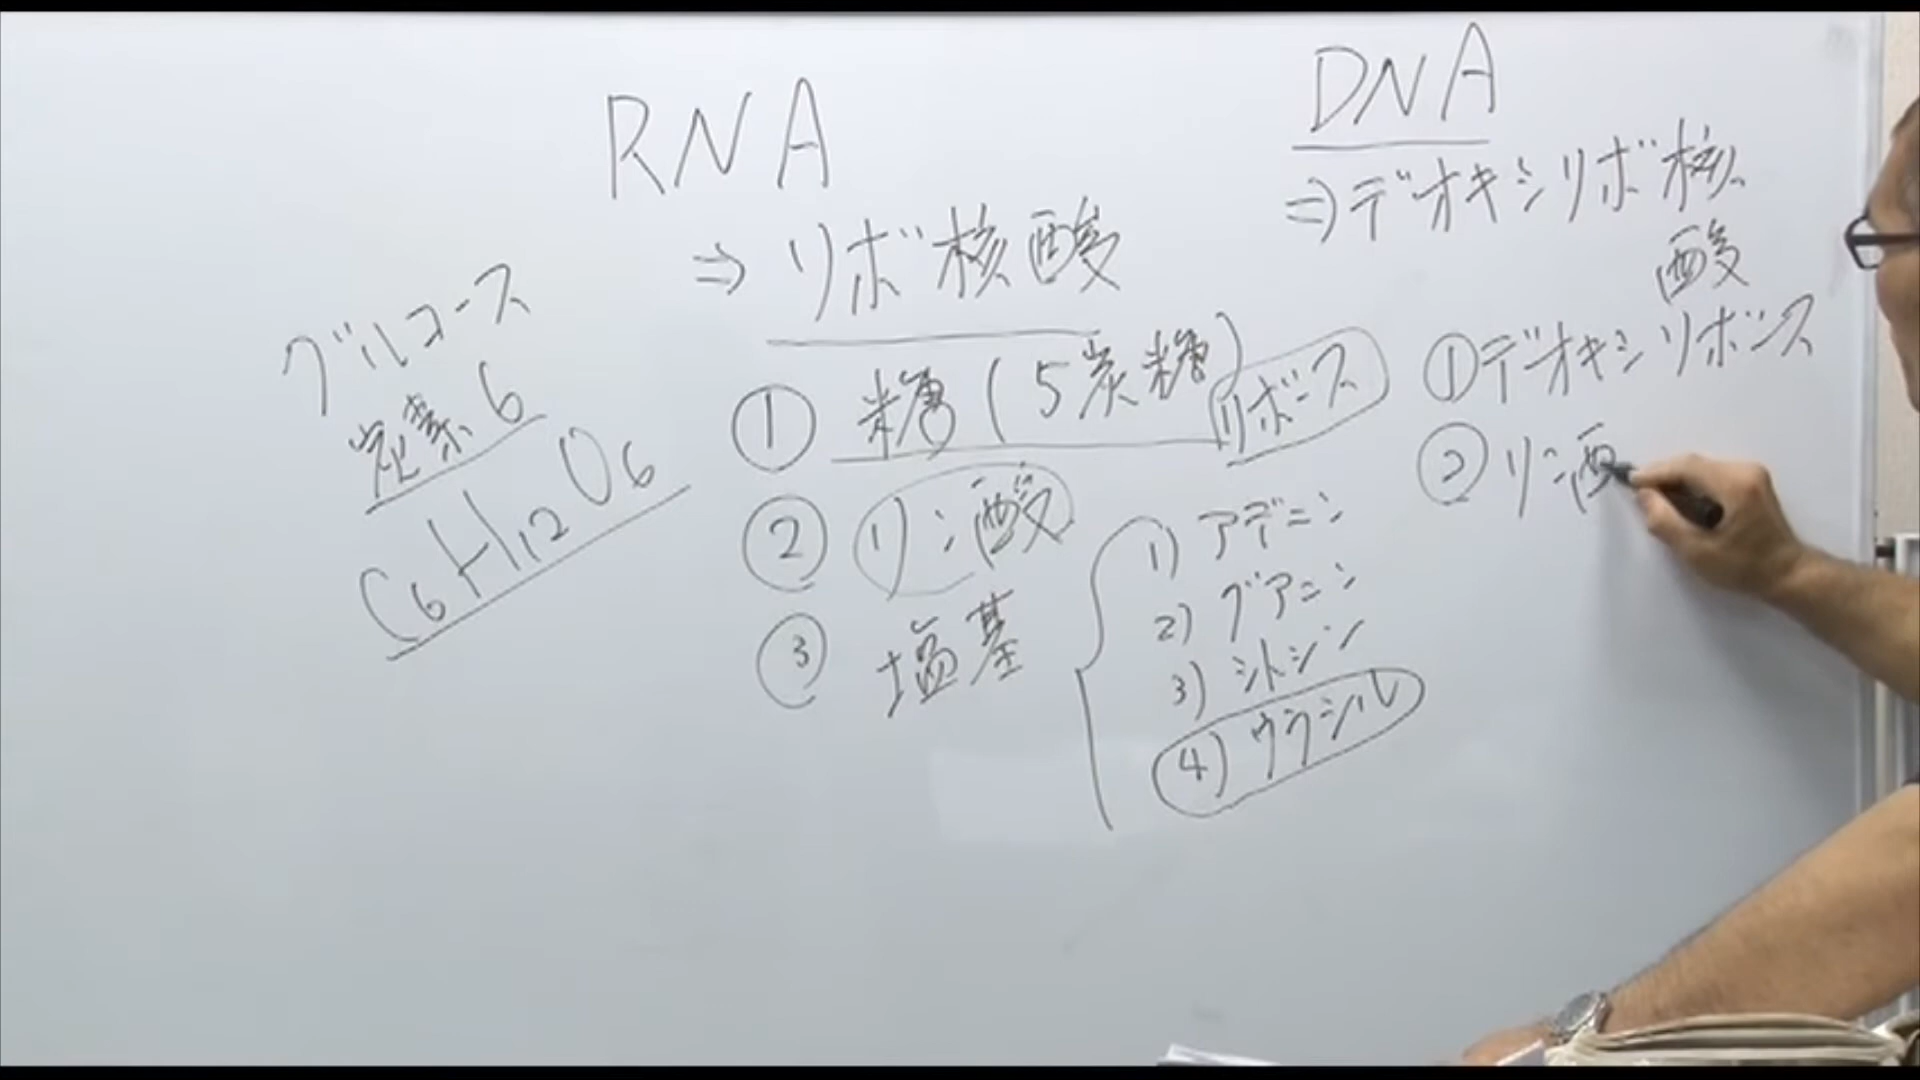 RNA
⇒ リボ核酸
グルコース
炭素6
C6H12O6
① 糖(5炭糖) リボース
② リン酸
③ 塩基
1) アデニン
2) グアニン
3) シトシン
4) ウラシル
DNA
⇒デオキシリボ核
酸
①デオキシリボース
②リン酉